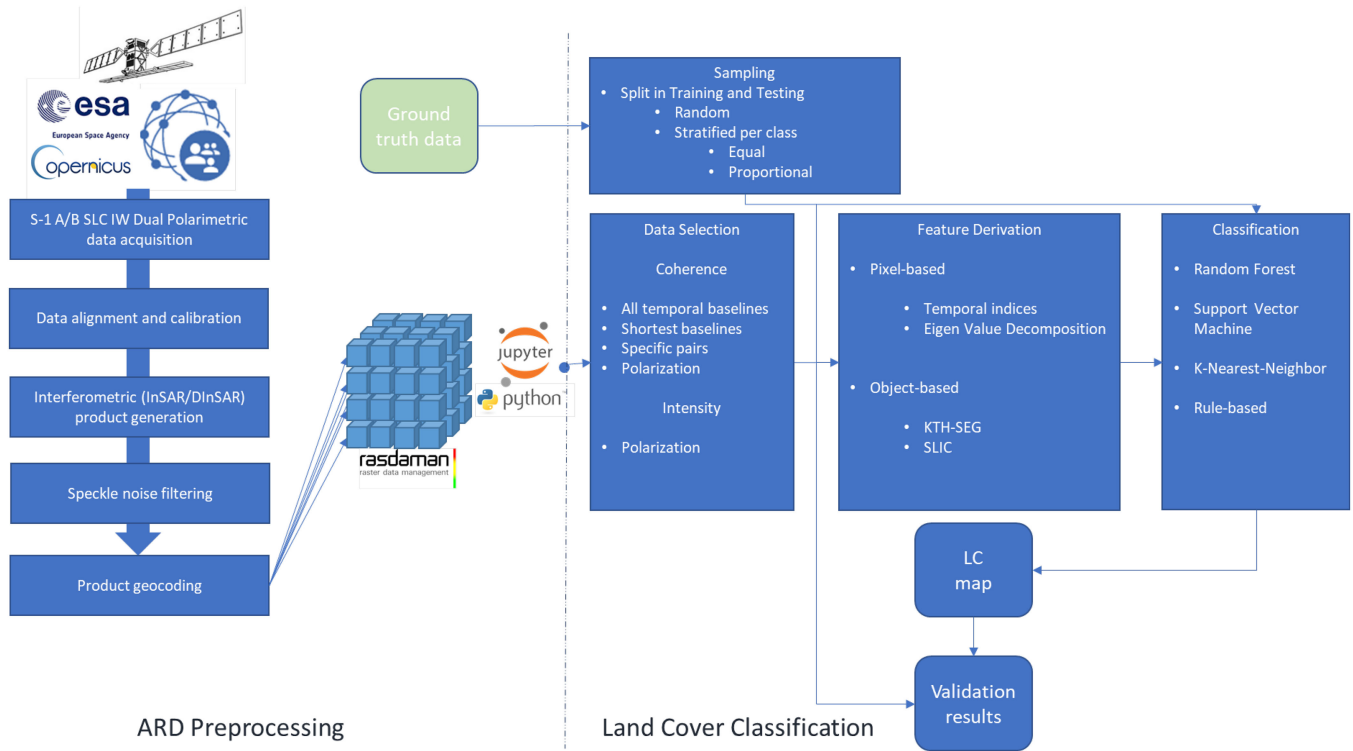 esa
European Space Agency
Copernicus
S-1 A/B SLC IW Dual Polarimetric
data acquisition
Data alignment and calibration
Interferometric (InSAR/DInSAR)
product generation
Speckle noise filtering
Product geocoding
Ground
truth data
rasdaman
raster data management
jupyter
python
ARD Preprocessing
Sampling
• Split in Training and Testing
• Random
• Stratified per class
• Equal
• Proportional
Data Selection
Coherence
• All temporal baselines
• Shortest baselines
• Specific pairs
• Polarization
Intensity
• Polarization
Feature Derivation
• Pixel-based
• Temporal indices
• Eigen Value Decomposition
• Object-based
• KTH-SEG
• SLIC
Classification
• Random Forest
• Support Vector
Machine
• K-Nearest-Neighbor
• Rule-based
LC
map
Validation
results
Land Cover Classification